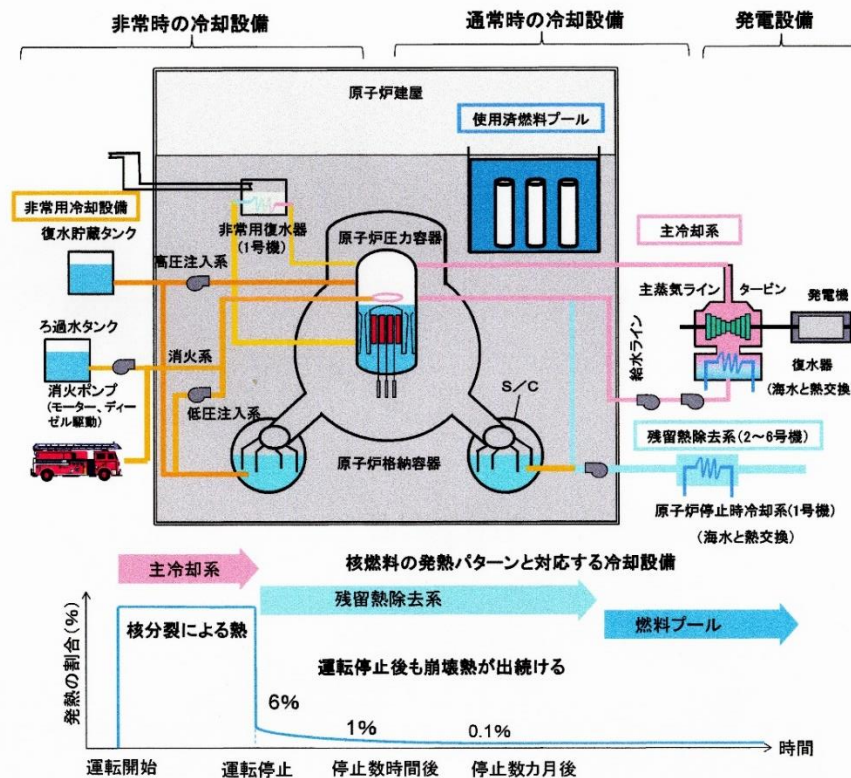 非常時の冷却設備
通常時の冷却設備
発電設備
原子炉建屋
使用済燃料プール
非常用冷却設備
復水貯蔵タンク
非常用復水器
(1号機)
原子炉圧力容器
主冷却系
高圧注入系
主蒸気ライン
タービン
発電機
ろ過水タンク
消火系
給水ライン
復水器
(海水と熱交換)
消火ポンプ
(モーター、ディー
ゼル駆動)
低圧注入系
S/C
残留熱除去系(2~6号機)
原子炉格納容器
原子炉停止時冷却系(1号機)
(海水と熱交換)
核燃料の発熱パターンと対応する冷却設備
主冷却系
残留熱除去系
燃料プール
発熱の割合(%)
核分裂による熱
運転停止後も崩壊熱が出続ける
6%
1%
0.1%
時間
運転開始
運転停止
停止数時間後
停止数カ月後